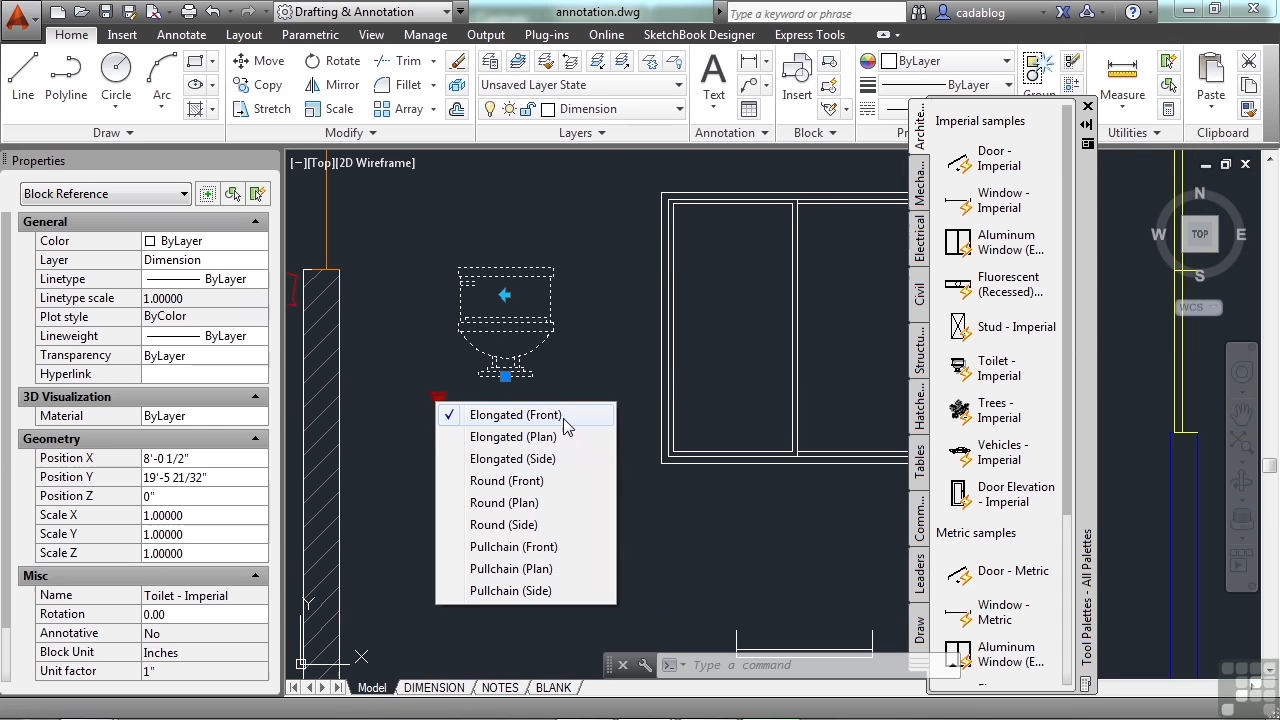 Drafting & Annotation
annotation.dwg
Type a keyword or phrase
cadablog
Home
Insert
Annotate
Layout
Parametric
View
Manage
Output
Plug-ins
Online
SketchBook Designer
Express Tools
Line
Polyline
Circle
Arc
Move
Rotate
Trim
Copy
Mirror
Fillet
Stretch
Scale
Array
Unsaved Layer State
Dimension
Text
Insert
ByLayer
ByLayer
Group
Measure
Paste
Draw
Modify
Layers
Annotation
Block
Utilities
Clipboard
Properties
Block Reference
General
Color ByLayer
Layer Dimension
Linetype ByLayer
Linetype scale 1.00000
Plot style ByColor
Lineweight ByLayer
Transparency ByLayer
Hyperlink
3D Visualization
Material ByLayer
Geometry
Position X 8'-0 1/2"
Position Y 19'-5 21/32"
Position Z 0"
Scale X 1.00000
Scale Y 1.00000
Scale Z 1.00000
Misc
Name Toilet - Imperial
Rotation 0.00
Annotative No
Block Unit Inches
Unit factor 1"
[−][Top][2D Wireframe]
Elongated (Front)
Elongated (Plan)
Elongated (Side)
Round (Front)
Round (Plan)
Round (Side)
Pullchain (Front)
Pullchain (Plan)
Pullchain (Side)
Y
X
Type a command
Model
DIMENSION
NOTES
BLANK
Archite...
Mecha...
Electrical
Civil
Structu...
Hatche...
Tables
Comm...
Leaders
Draw
Imperial samples
Door -
Imperial
Window -
Imperial
Aluminum
Window (E...
Fluorescent
(Recessed)...
Stud - Imperial
Toilet -
Imperial
Trees -
Imperial
Vehicles -
Imperial
Door Elevation
- Imperial
Metric samples
Door - Metric
Window -
Metric
Aluminum
Window (E...
Tool Palettes - All Palettes
N
W
TOP
E
S
WCS